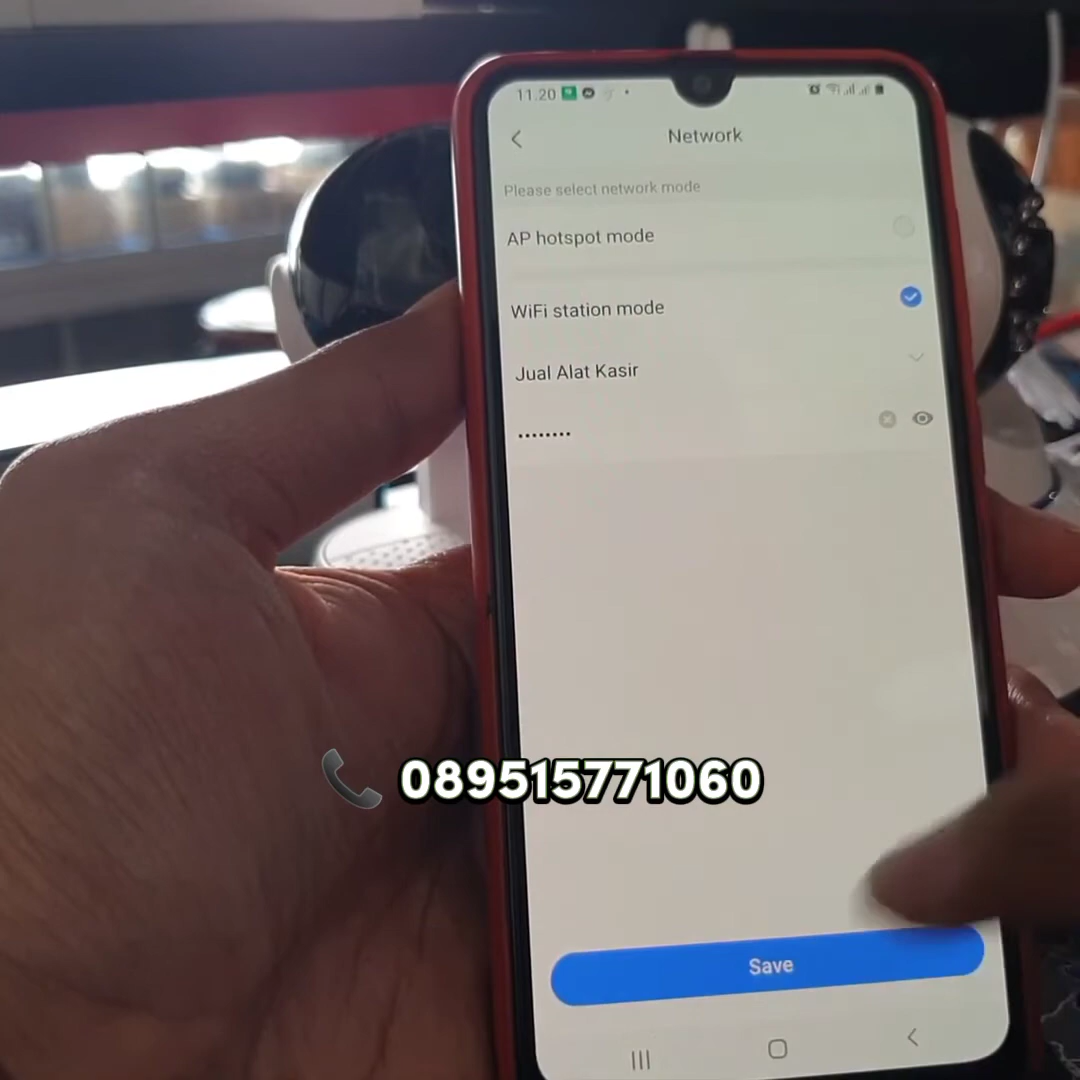 11.20
Network
Please select network mode
AP hotspot mode
WiFi station mode
Jual Alat Kasir
••••••••
089515771060
Save